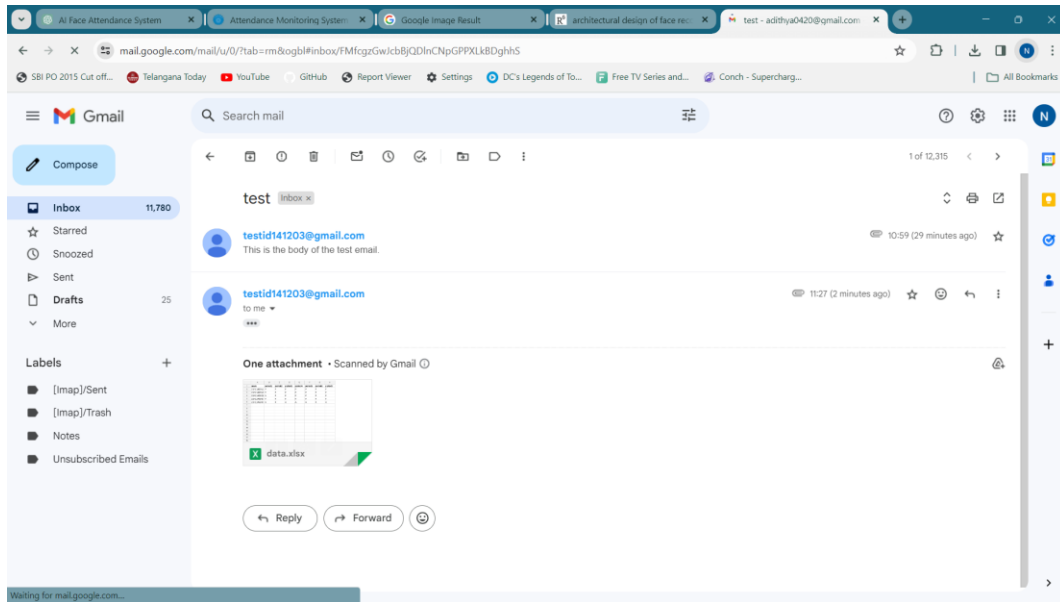 AI Face Attendance System
Attendance Monitoring System
Google Image Result
architectural design of face rec
test - adithya0420@gmail.com
mail.google.com/mail/u/0/?tab=rm&ogbl#inbox/FMfcgzGwJcbBjQDlnCNpGPPXLkBDghhS
N
SBI PO 2015 Cut off...
Telangana Today
YouTube
GitHub
Report Viewer
Settings
DC's Legends of To...
Free TV Series and...
Conch - Supercharg...
All Bookmarks
Gmail
Search mail
N
Compose
1 of 12,315
Inbox 11,780
Starred
Snoozed
Sent
Drafts 25
More
Labels
[Imap]/Sent
[Imap]/Trash
Notes
Unsubscribed Emails
test Inbox ×
testid141203@gmail.com 10:59 (29 minutes ago)
This is the body of the test email.
testid141203@gmail.com 11:27 (2 minutes ago)
to me
One attachment • Scanned by Gmail
X data.xlsx
Reply
Forward
Waiting for mail.google.com...